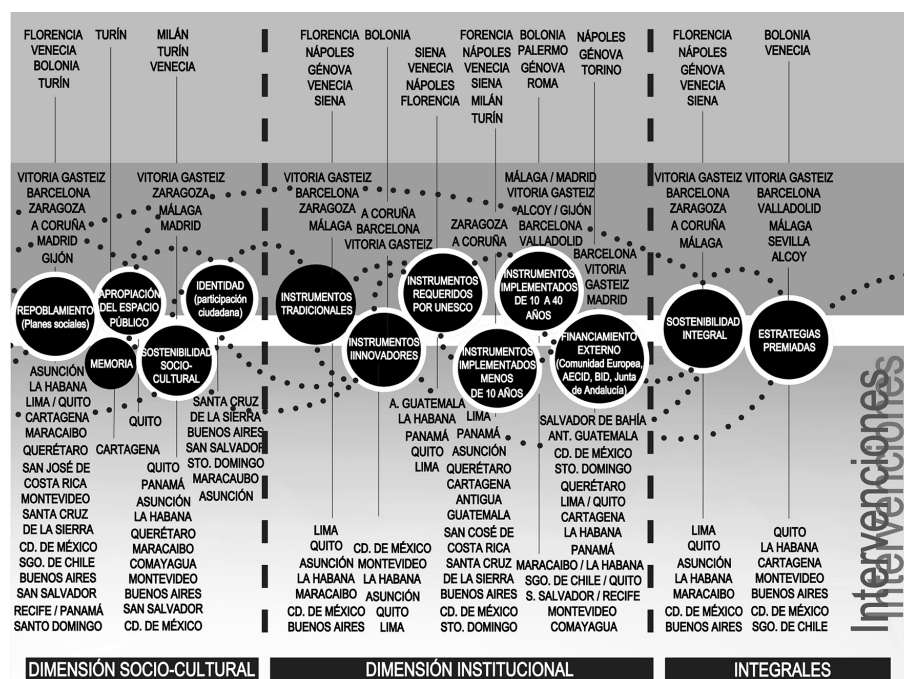 FLORENCIA
VENECIA
BOLONIA
TURÍN
TURÍN
MILÁN
TURÍN
VENECIA
FLORENCIA
NÁPOLES
GÉNOVA
VENECIA
SIENA
BOLONIA
SIENA
VENECIA
NÁPOLES
FLORENCIA
FORENCIA
NÁPOLES
VENECIA
SIENA
MILÁN
TURÍN
BOLONIA
PALERMO
GÉNOVA
ROMA
NÁPOLES
GÉNOVA
TORINO
FLORENCIA
NÁPOLES
GÉNOVA
VENECIA
SIENA
BOLONIA
VENECIA
VITORIA GASTEIZ
BARCELONA
ZARAGOZA
A CORUÑA
MADRID
GIJÓN
VITORIA GASTEIZ
ZARAGOZA
MÁLAGA
MADRID
VITORIA GASTEIZ
BARCELONA
ZARAGOZA
MÁLAGA
A CORUÑA
BARCELONA
VITORIA GASTEIZ
ZARAGOZA
A CORUÑA
MÁLAGA / MADRID
VITORIA GASTEIZ
ALCOY / GIJÓN
BARCELONA
VALLADOLID
BARCELONA
VITORIA
GASTEIZ
MADRID
VITORIA GASTEIZ
BARCELONA
ZARAGOZA
A CORUÑA
MÁLAGA
VITORIA GASTEIZ
BARCELONA
VALLADOLID
MÁLAGA
SEVILLA
ALCOY
REPOBLAMIENTO
(Planes sociales)
APROPIACIÓN
DEL ESPACIO
PÚBLICO
MEMORIA
SOSTENIBILIDAD
SOCIO-
CULTURAL
IDENTIDAD
(participación
ciudadana)
INSTRUMENTOS
TRADICIONALES
INSTRUMENTOS
IINNOVADORES
INSTRUMENTOS
REQUERIDOS
POR UNESCO
INSTRUMENTOS
IMPLEMENTADOS
MENOS
DE 10 AÑOS
INSTRUMENTOS
IMPLEMENTADOS
DE 10 A 40
AÑOS
FINANCIAMIENTO
EXTERNO
(Comunidad Europea,
AECID, BID, Junta
de Andalucía)
SOSTENIBILIDAD
INTEGRAL
ESTRATEGIAS
PREMIADAS
ASUNCIÓN
LA HABANA
LIMA / QUITO
CARTAGENA
MARACAIBO
QUERÉTARO
SAN JOSÉ DE
COSTA RICA
MONTEVIDEO
SANTA CRUZ
DE LA SIERRA
CD. DE MÉXICO
SGO. DE CHILE
BUENOS AIRES
SAN SALVADOR
RECIFE / PANAMÁ
SANTO DOMINGO
QUITO
CARTAGENA
QUITO
PANAMÁ
ASUNCIÓN
LA HABANA
QUERÉTARO
MARACAIBO
COMAYAGUA
MONTEVIDEO
BUENOS AIRES
SAN SALVADOR
CD. DE MÉXICO
SANTA CRUZ
DE LA SIERRA
BUENOS AIRES
SAN SALVADOR
STO. DOMINGO
MARACAUBO
ASUNCIÓN
LIMA
QUITO
ASUNCIÓN
LA HABANA
MARACAIBO
CD. DE MÉXICO
BUENOS AIRES
CD. DE MÉXICO
MONTEVIDEO
LA HABANA
ASUNCIÓN
QUITO
LIMA
A. GUATEMALA
LA HABANA
PANAMÁ
QUITO
LIMA
LIMA
PANAMÁ
ASUNCIÓN
QUERÉTARO
CARTAGENA
ANTIGUA
GUATEMALA
SAN COSÉ DE
COSTA RICA
SANTA CRUZ
DE LA SIERRA
BUENOS AIRES
CD. DE MÉXICO
STO. DOMINGO
SALVADOR DE BAHÍA
ANT. GUATEMALA
CD. DE MÉXICO
STO. DOMINGO
QUERÉTARO
LIMA / QUITO
CARTAGENA
LA HABANA
PANAMÁ
MARACAIBO / LA HABANA
SGO. DE CHILE / QUITO
S. SALVADOR / RECIFE
MONTEVIDEO
COMAYAGUA
LIMA
QUITO
ASUNCIÓN
LA HABANA
MARACAIBO
CD. DE MÉXICO
BUENOS AIRES
QUITO
LA HABANA
CARTAGENA
MONTEVIDEO
BUENOS AIRES
CD. DE MÉXICO
SGO. DE CHILE
Intervenciones
Intervenciones
DIMENSIÓN SOCIO-CULTURAL
DIMENSIÓN INSTITUCIONAL
INTEGRALES